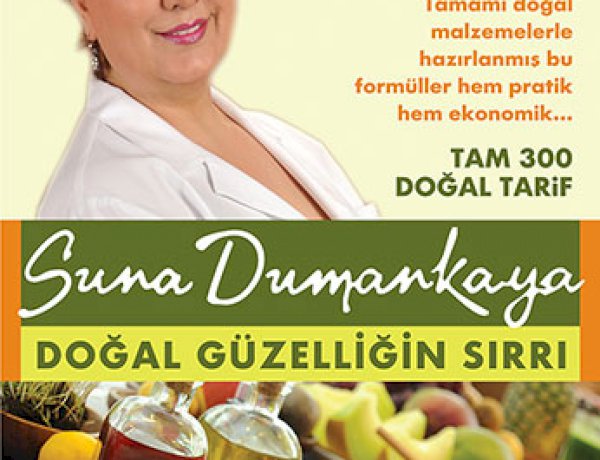 Tamamı doğal
malzemelerle
hazırlanmış bu
formüller hem pratik
hem ekonomik...
TAM 300
DOĞAL TARiF
Suna Dumankaya
DOĞAL GÜZELLİĞİN SIRRI